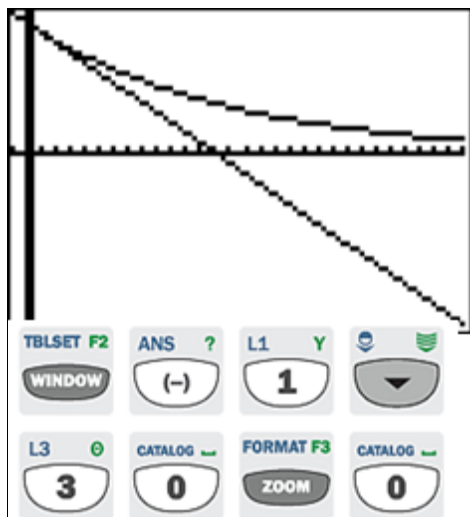 TBLSET F2
WINDOW
ANS ?
(-)
L1 Y
1
L3 θ
3
CATALOG ⎵
0
FORMAT F3
ZOOM
CATALOG ⎵
0